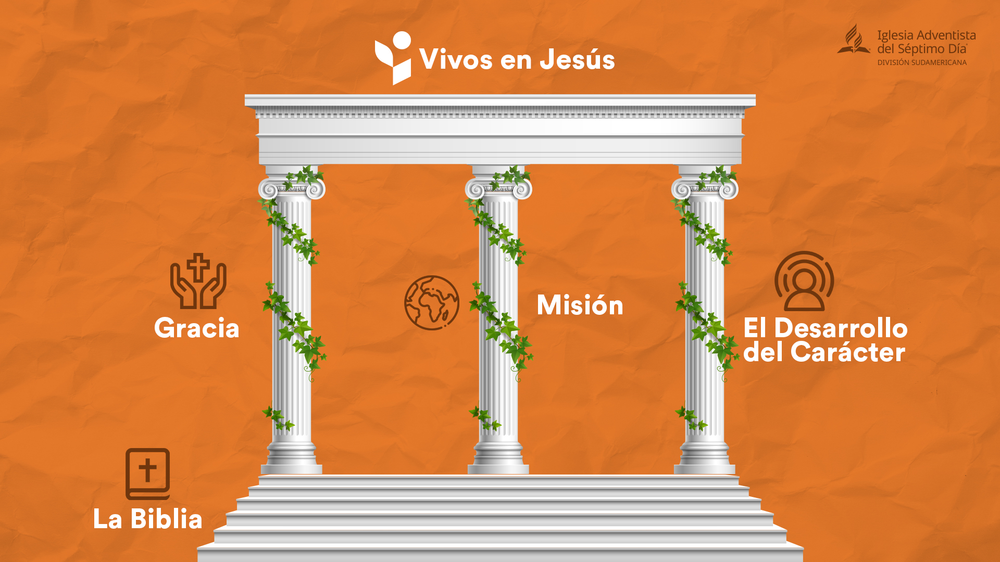 Vivos en Jesús
Iglesia Adventista
del Séptimo Día
DIVISIÓN SUDAMERICANA
Gracia
Misión
El Desarrollo
del Carácter
La Biblia